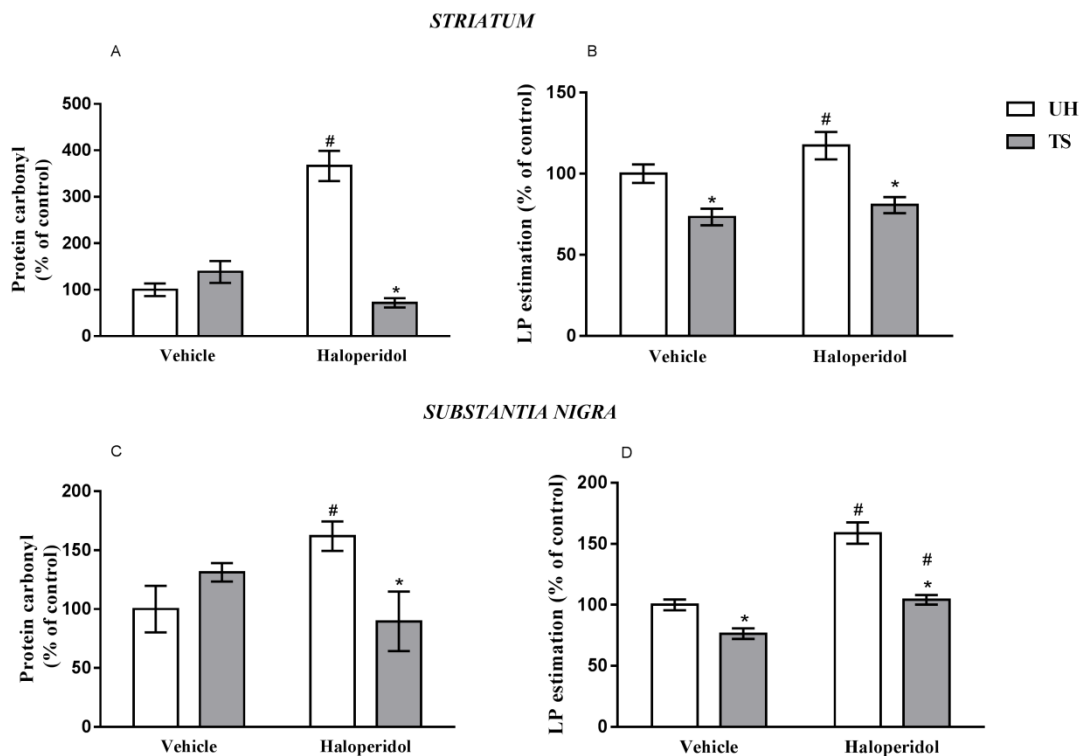 STRIATUM
A
Protein carbonyl
(% of control)
500
400
300
200
100
0
#
*
Vehicle
Haloperidol
B
LP estimation (% of control)
150
100
50
0
*
#
*
Vehicle
Haloperidol
UH
TS
SUBSTANTIA NIGRA
C
Protein carbonyl
(% of control)
200
150
100
50
0
#
*
Vehicle
Haloperidol
D
LP estimation (% of control)
200
150
100
50
0
*
#
#
*
Vehicle
Haloperidol